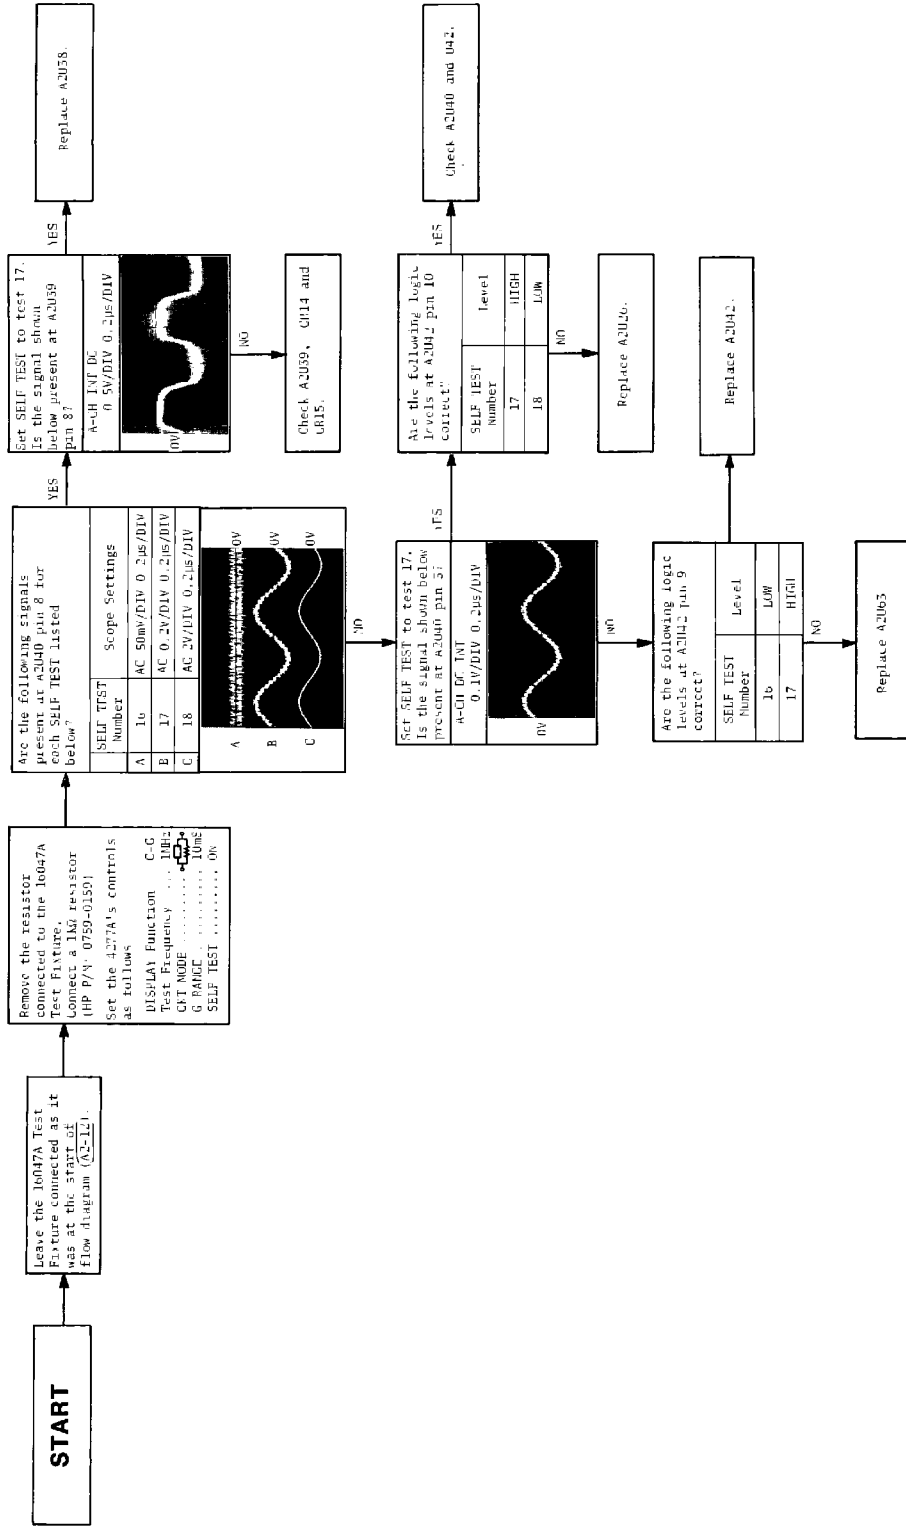 START
Leave the 16047A Test
Fixture connected as it
was at the start of
flow diagram (A2-12).
Remove the resistor
connected to the 16047A
Test Fixture.
Connect a 1kΩ resistor
(HP P/N: 0759-0159)
Set the 4277A's controls
as follows
DISPLAY Function C-G
Test Frequency ... 1MHz
CKT MODE .........
G RANGE .......... 10mS
SELF TEST ......... ON
Are the following signals
present at A2U40 pin 8 for
each SELF TEST listed
below?
SELF TEST Number Scope Settings
A 16 AC 50mV/DIV 0.2µs/DIV
B 17 AC 0.2V/DIV 0.2µs/DIV
C 18 AC 2V/DIV 0.2µs/DIV
A 0V
B 0V
C 0V
YES
Set SELF TEST to test 17.
Is the signal shown
below present at A2U39
pin 8?
A-CH INT DC
0.5V/DIV 0.2µs/DIV
0V
YES
Replace A2U38.
NO
Check A2U39, CR14 and
CR15.
NO
Set SELF TEST to test 17.
Is the signal shown below
present at A2U40 pin 5?
A-CH DC INT
0.1V/DIV 0.2µs/DIV
0V
YES
Are the following logic
levels at A2U42 pin 10
correct?
SELF TEST Number Level
17 HIGH
18 LOW
YES
Check A2U40 and U42.
NO
Replace A2U26.
NO
Are the following logic
levels at A2U42 pin 9
correct?
SELF TEST Number Level
16 LOW
17 HIGH
Replace A2U42.
NO
Replace A2U63